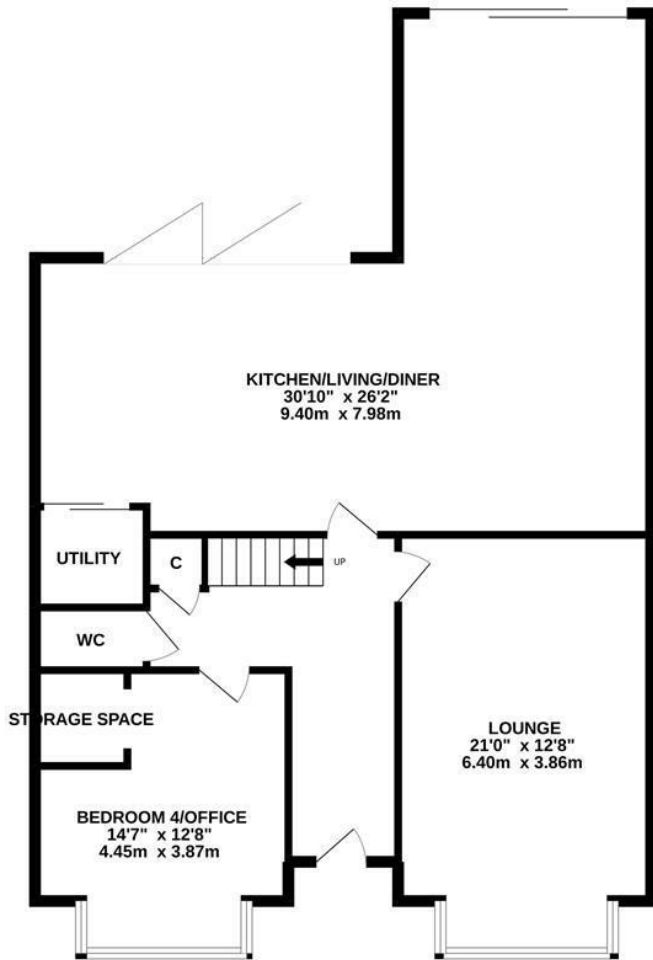 KITCHEN/LIVING/DINER
30'10" x 26'2"
9.40m x 7.98m
UTILITY
C
UP
WC
STORAGE SPACE
LOUNGE
21'0" x 12'8"
6.40m x 3.86m
BEDROOM 4/OFFICE
14'7" x 12'8"
4.45m x 3.87m